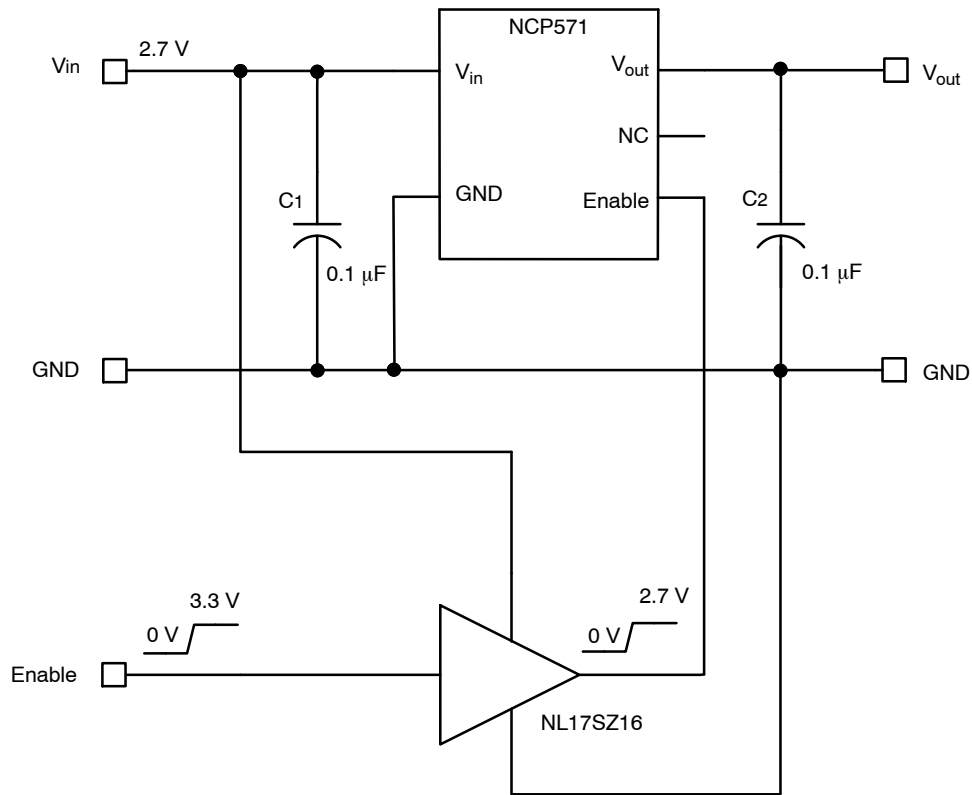 NCP571
2.7 V
Vin
Vin
Vout
Vout
NC
GND
Enable
C1
0.1 μF
C2
0.1 μF
GND
GND
3.3 V
0 V
2.7 V
0 V
Enable
NL17SZ16